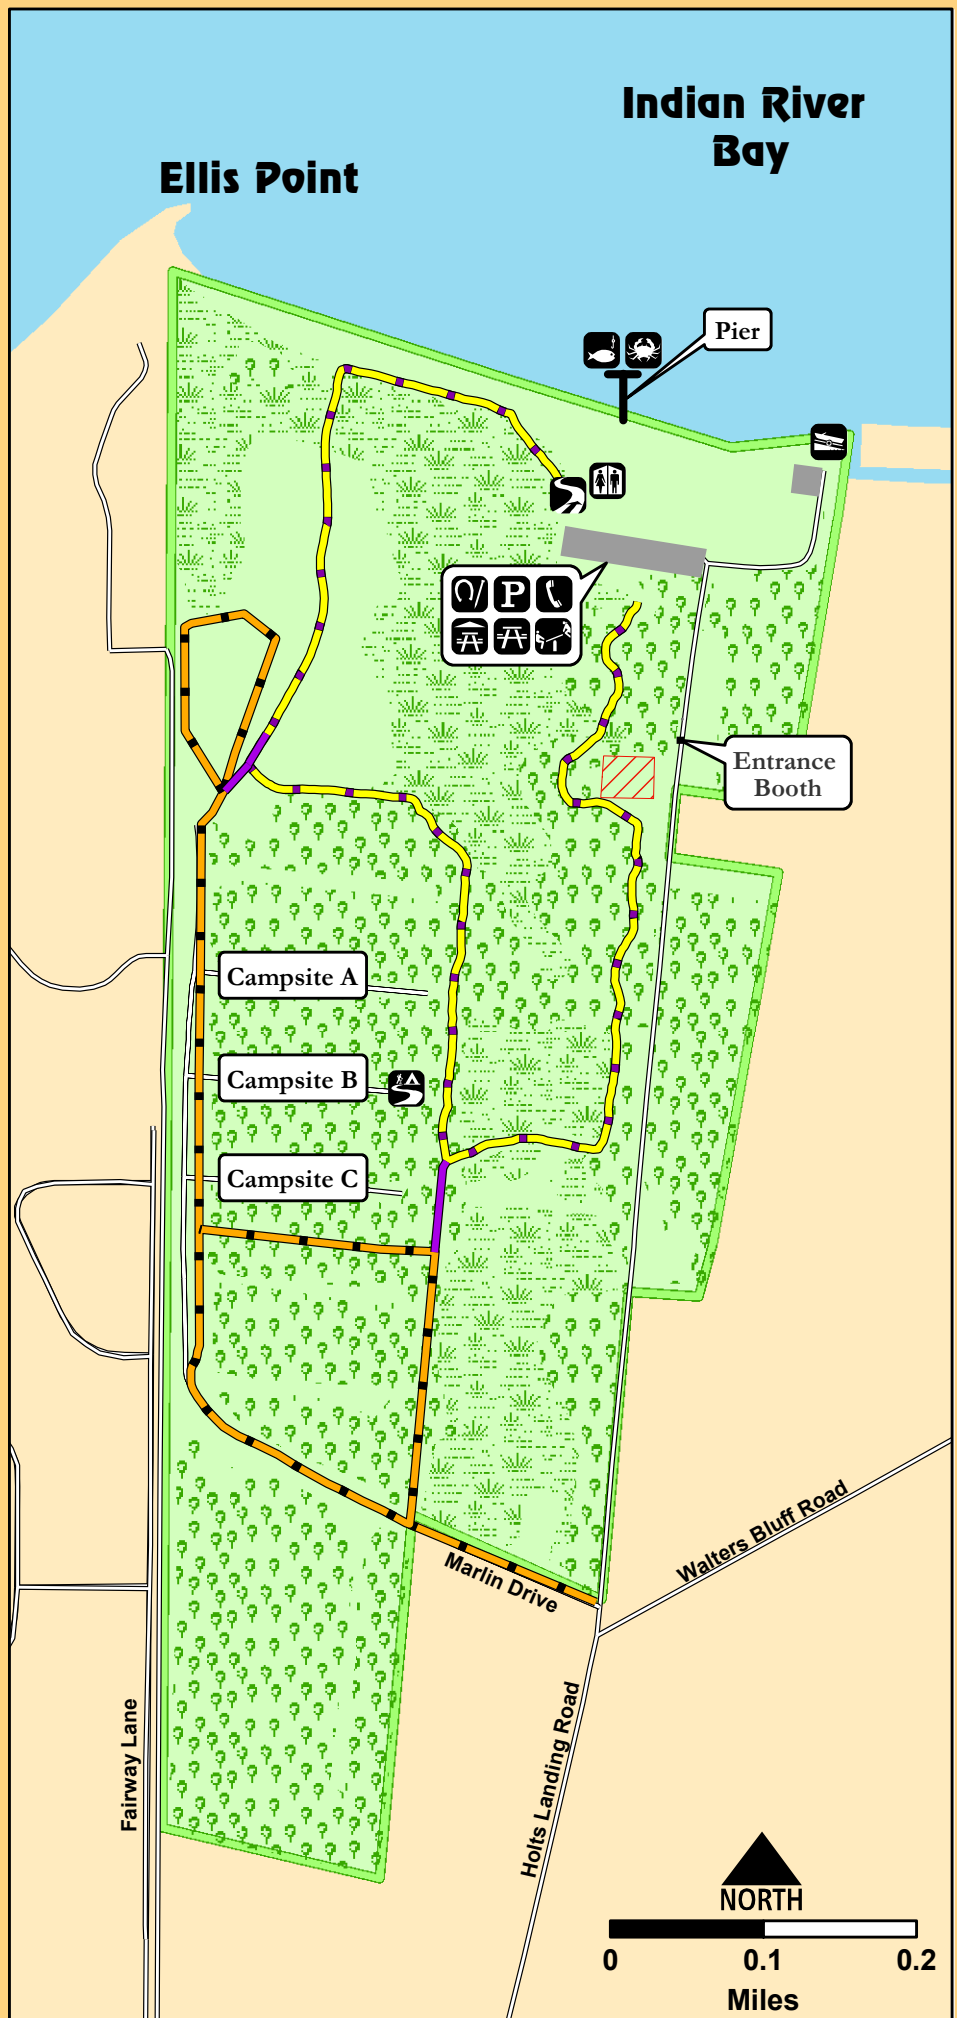 Indian River
Bay
Ellis Point
Pier
P
Entrance
Booth
Campsite A
Campsite B
Campsite C
Walters Bluff Road
Marlin Drive
Holts Landing Road
Fairway Lane
NORTH
0 0.1 0.2
Miles